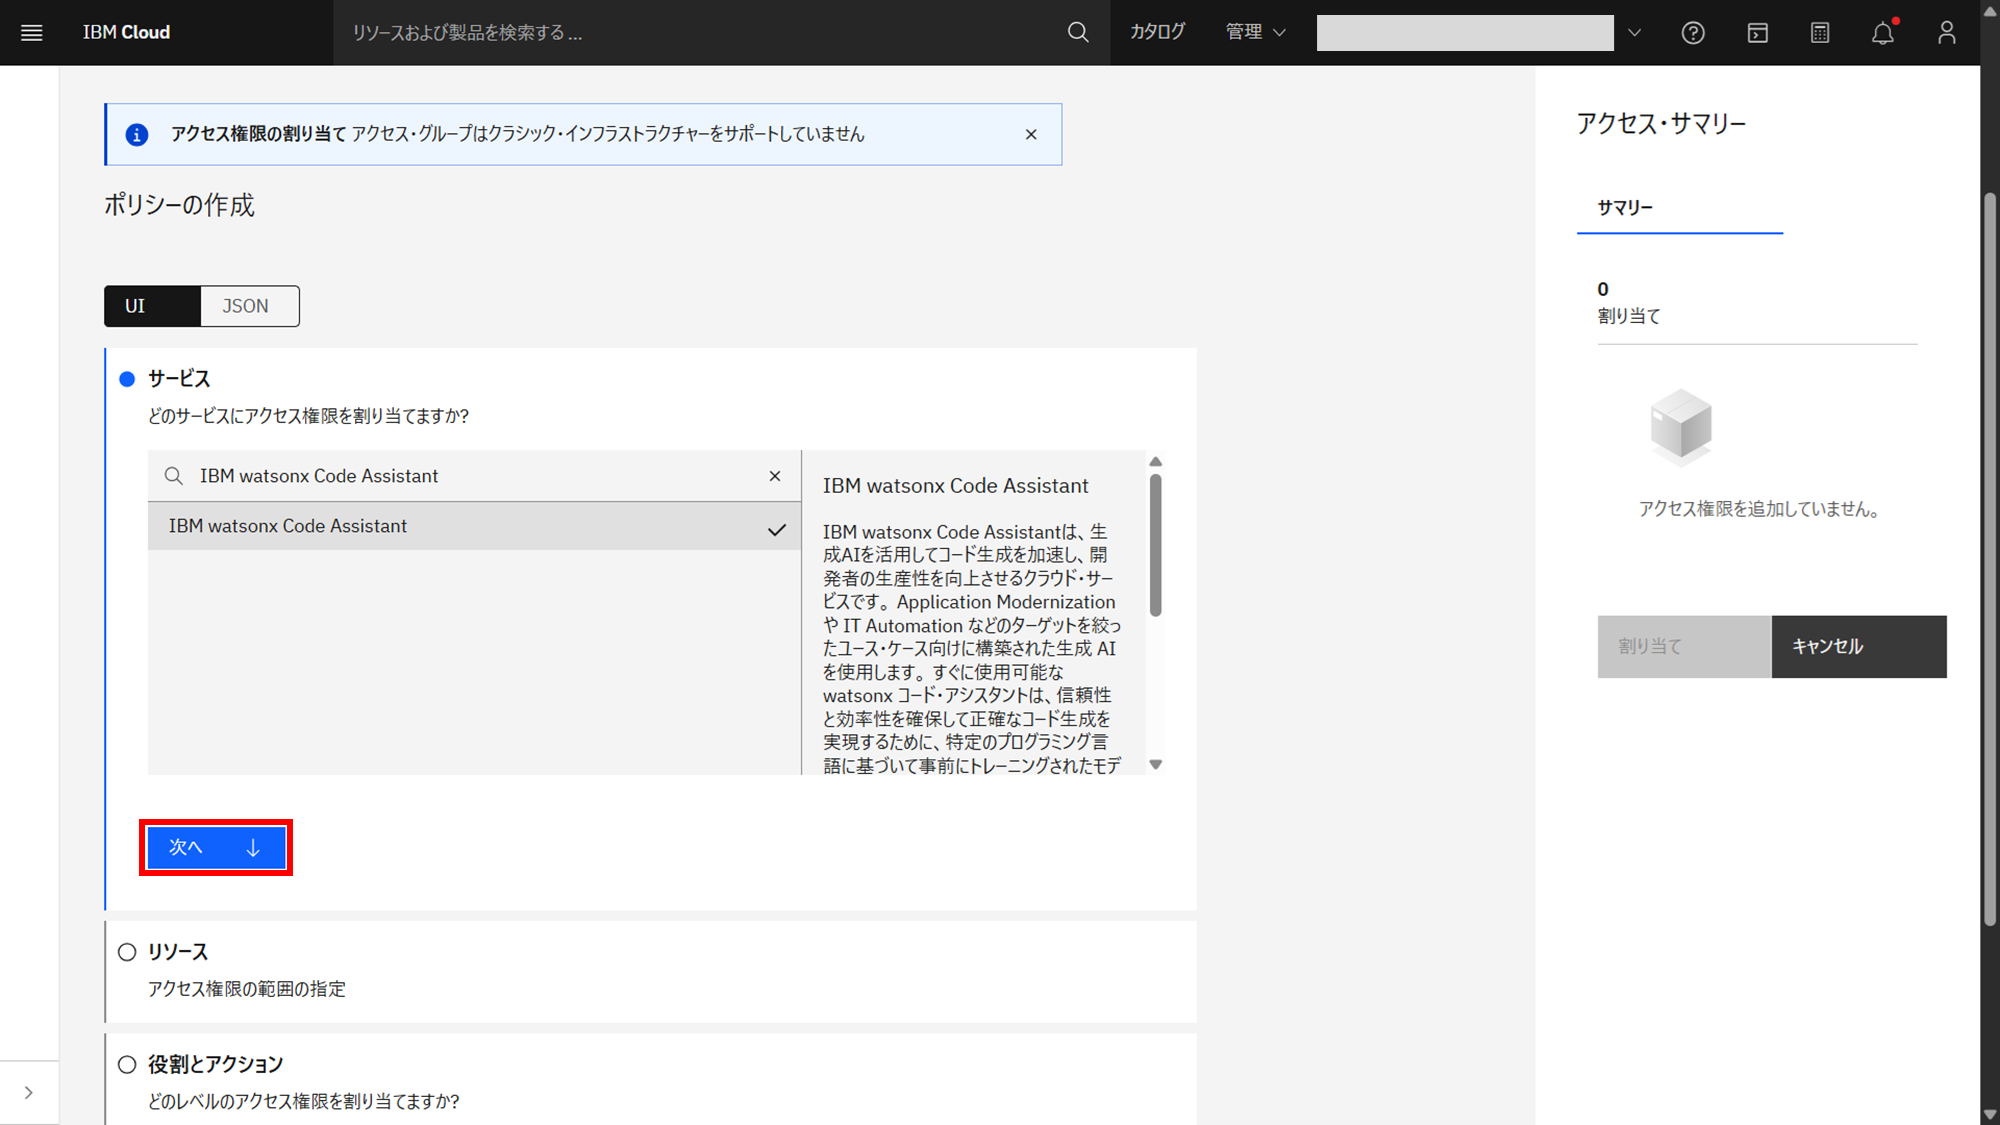 IBM Cloud
リソースおよび製品を検索する ...
カタログ
管理
アクセス権限の割り当て アクセス・グループはクラシック・インフラストラクチャーをサポートしていません
ポリシーの作成
UI
JSON
サービス
どのサービスにアクセス権限を割り当てますか?
IBM watsonx Code Assistant
IBM watsonx Code Assistant
IBM watsonx Code Assistant
IBM watsonx Code Assistantは、生
成AIを活用してコード生成を加速し、開
発者の生産性を向上させるクラウド・サー
ビスです。Application Modernization
や IT Automation などのターゲットを絞っ
たユース・ケース向けに構築された生成 AI
を使用します。すぐに使用可能な
watsonx コード・アシスタントは、信頼性
と効率性を確保して正確なコード生成を
実現するために、特定のプログラミング言
語に基づいて事前にトレーニングされたモデ
次へ
リソース
アクセス権限の範囲の指定
役割とアクション
どのレベルのアクセス権限を割り当てますか?
アクセス・サマリー
サマリー
0
割り当て
アクセス権限を追加していません。
割り当て
キャンセル